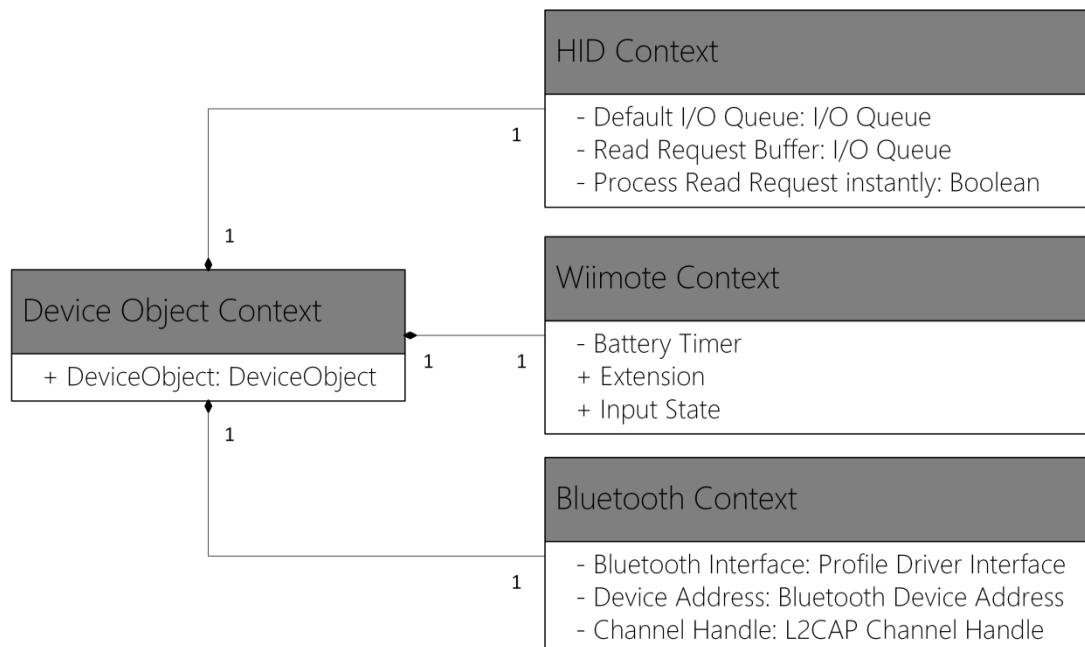 HID Context
- Default I/O Queue: I/O Queue
- Read Request Buffer: I/O Queue
- Process Read Request instantly: Boolean
1
1
Device Object Context
+ DeviceObject: DeviceObject
1
1
Wiimote Context
- Battery Timer
+ Extension
+ Input State
1
1
Bluetooth Context
- Bluetooth Interface: Profile Driver Interface
- Device Address: Bluetooth Device Address
- Channel Handle: L2CAP Channel Handle